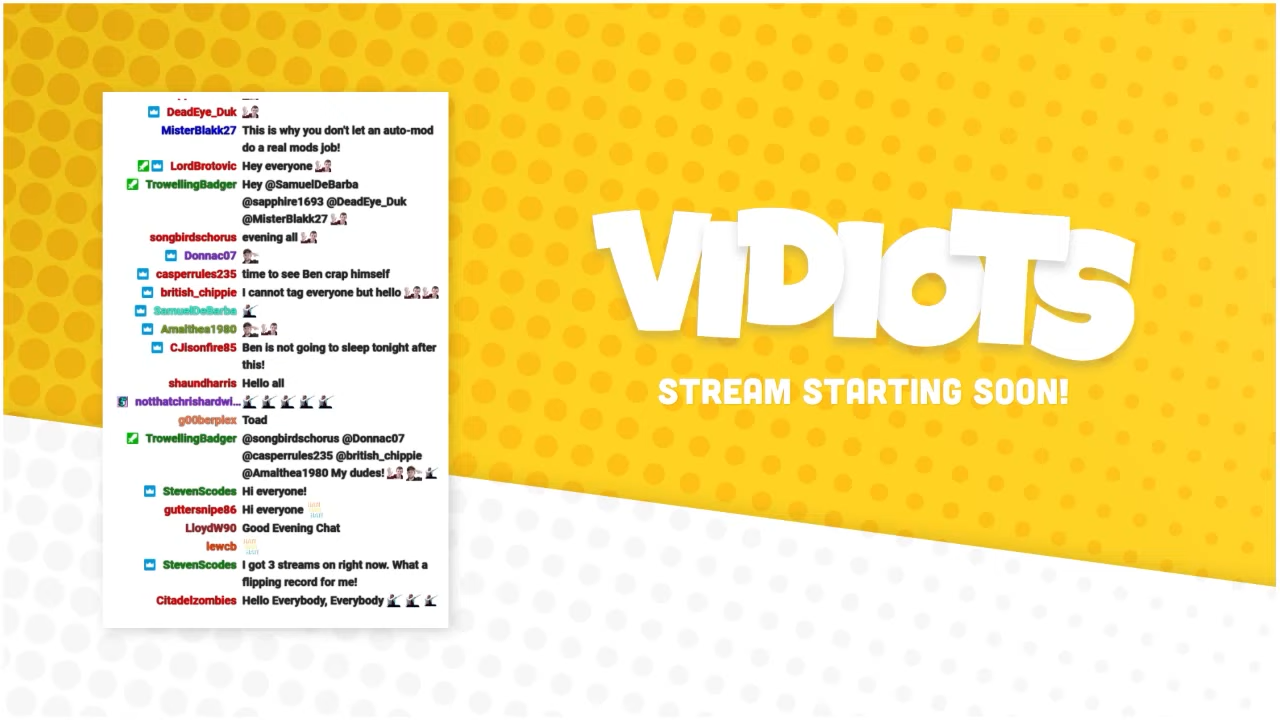 DeadEye_Duk
MisterBlakk27 This is why you don't let an auto-mod
do a real mods job!
LordBrotovic Hey everyone
TrowellingBadger Hey @SamuelDeBarba
@sapphire1693 @DeadEye_Duk
@MisterBlakk27
songbirdschorus evening all
Donnac07
casperrules235 time to see Ben crap himself
british_chippie I cannot tag everyone but hello
SamuelDeBarba
Amalthea1980
CJisonfire85 Ben is not going to sleep tonight after
this!
shaundharris Hello all
notthatchrishardwi...
g00berplex Toad
TrowellingBadger @songbirdschorus @Donnac07
@casperrules235 @british_chippie
@Amalthea1980 My dudes!
StevenScodes Hi everyone!
guttersnipe86 Hi everyone
LloydW90 Good Evening Chat
lewcb
StevenScodes I got 3 streams on right now. What a
flipping record for me!
Citadelzombies Hello Everybody, Everybody
VIDIOTS
STREAM STARTING SOON!